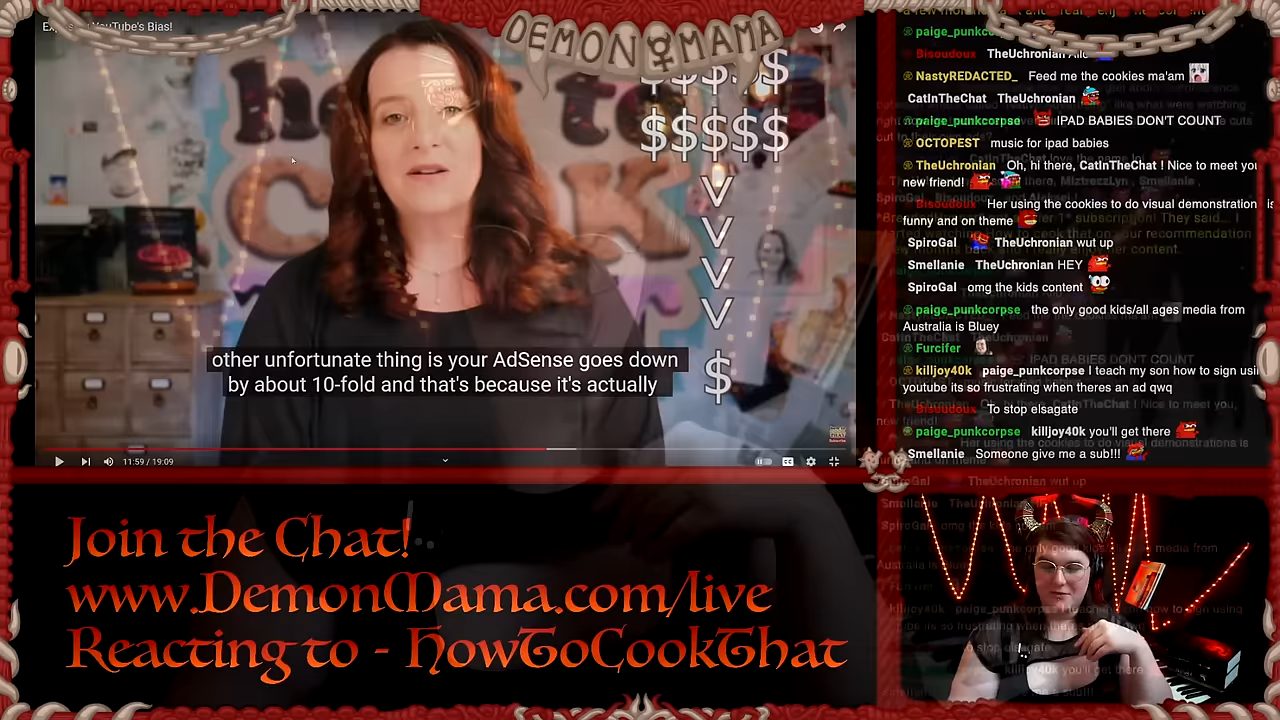 Exposing YouTube's Bias!
DEMON MAMA
$$$$$
$$$$$
V
V
V
V
$
other unfortunate thing is your AdSense goes down
by about 10-fold and that's because it's actually
11:59 / 19:09
paige_punkco
Bisoudoux TheUchronian
NastyREDACTED_ Feed me the cookies ma'am
CatInTheChat TheUchronian
paige_punkcorpse IPAD BABIES DON'T COUNT
OCTOPEST music for ipad babies
TheUchronian Oh, hi there, CatInTheChat ! Nice to meet you
new friend!
Bisoudoux Her using the cookies to do visual demonstration is
funny and on theme
SpiroGal TheUchronian wut up
Smellanie TheUchronian HEY
SpiroGal omg the kids content
paige_punkcorpse the only good kids/all ages media from
Australia is Bluey
Furcifer
killjoy40k paige_punkcorpse I teach my son how to sign usi
youtube its so frustrating when theres an ad qwq
Bisoudoux To stop elsagate
paige_punkcorpse killjoy40k you'll get there
Smellanie Someone give me a sub!!!
Join the Chat!
www.DemonMama.com/live
Reacting to - HowToCookThat